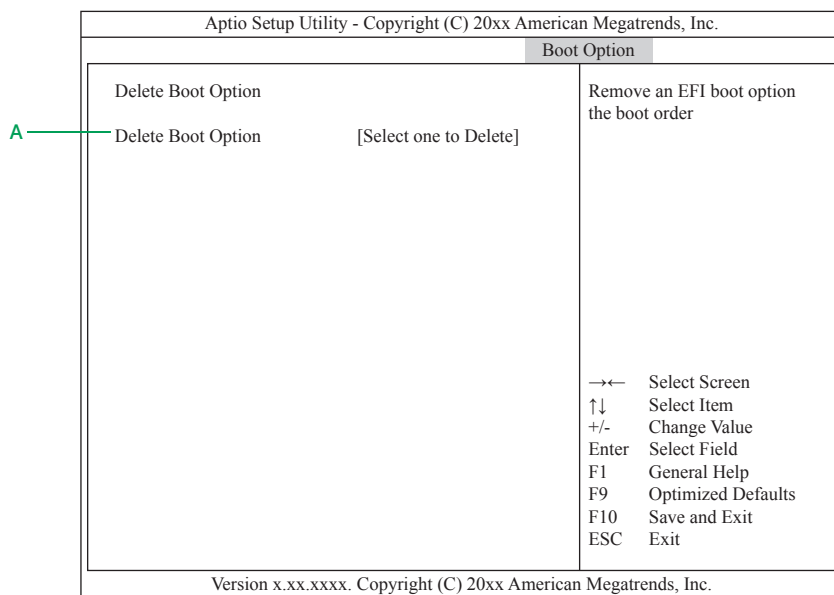 Aptio Setup Utility - Copyright (C) 20xx American Megatrends, Inc.
Boot Option
Delete Boot Option
A
Delete Boot Option [Select one to Delete]
Remove an EFI boot option
the boot order
→← Select Screen
↑↓ Select Item
+/- Change Value
Enter Select Field
F1 General Help
F9 Optimized Defaults
F10 Save and Exit
ESC Exit
Version x.xx.xxxx. Copyright (C) 20xx American Megatrends, Inc.